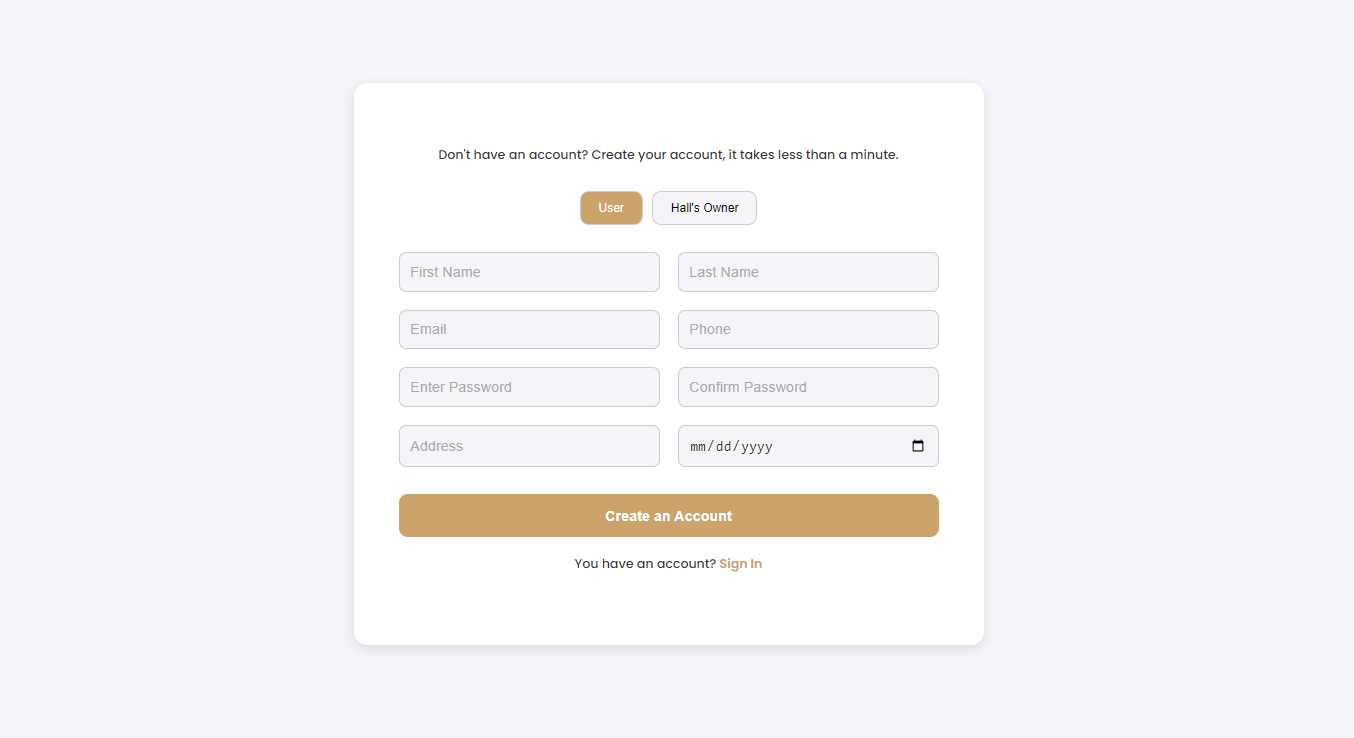 Don't have an account? Create your account, it takes less than a minute.
User Hall's Owner
First Name Last Name
Email Phone
Enter Password Confirm Password
Address mm/dd/yyyy
Create an Account
You have an account? Sign In